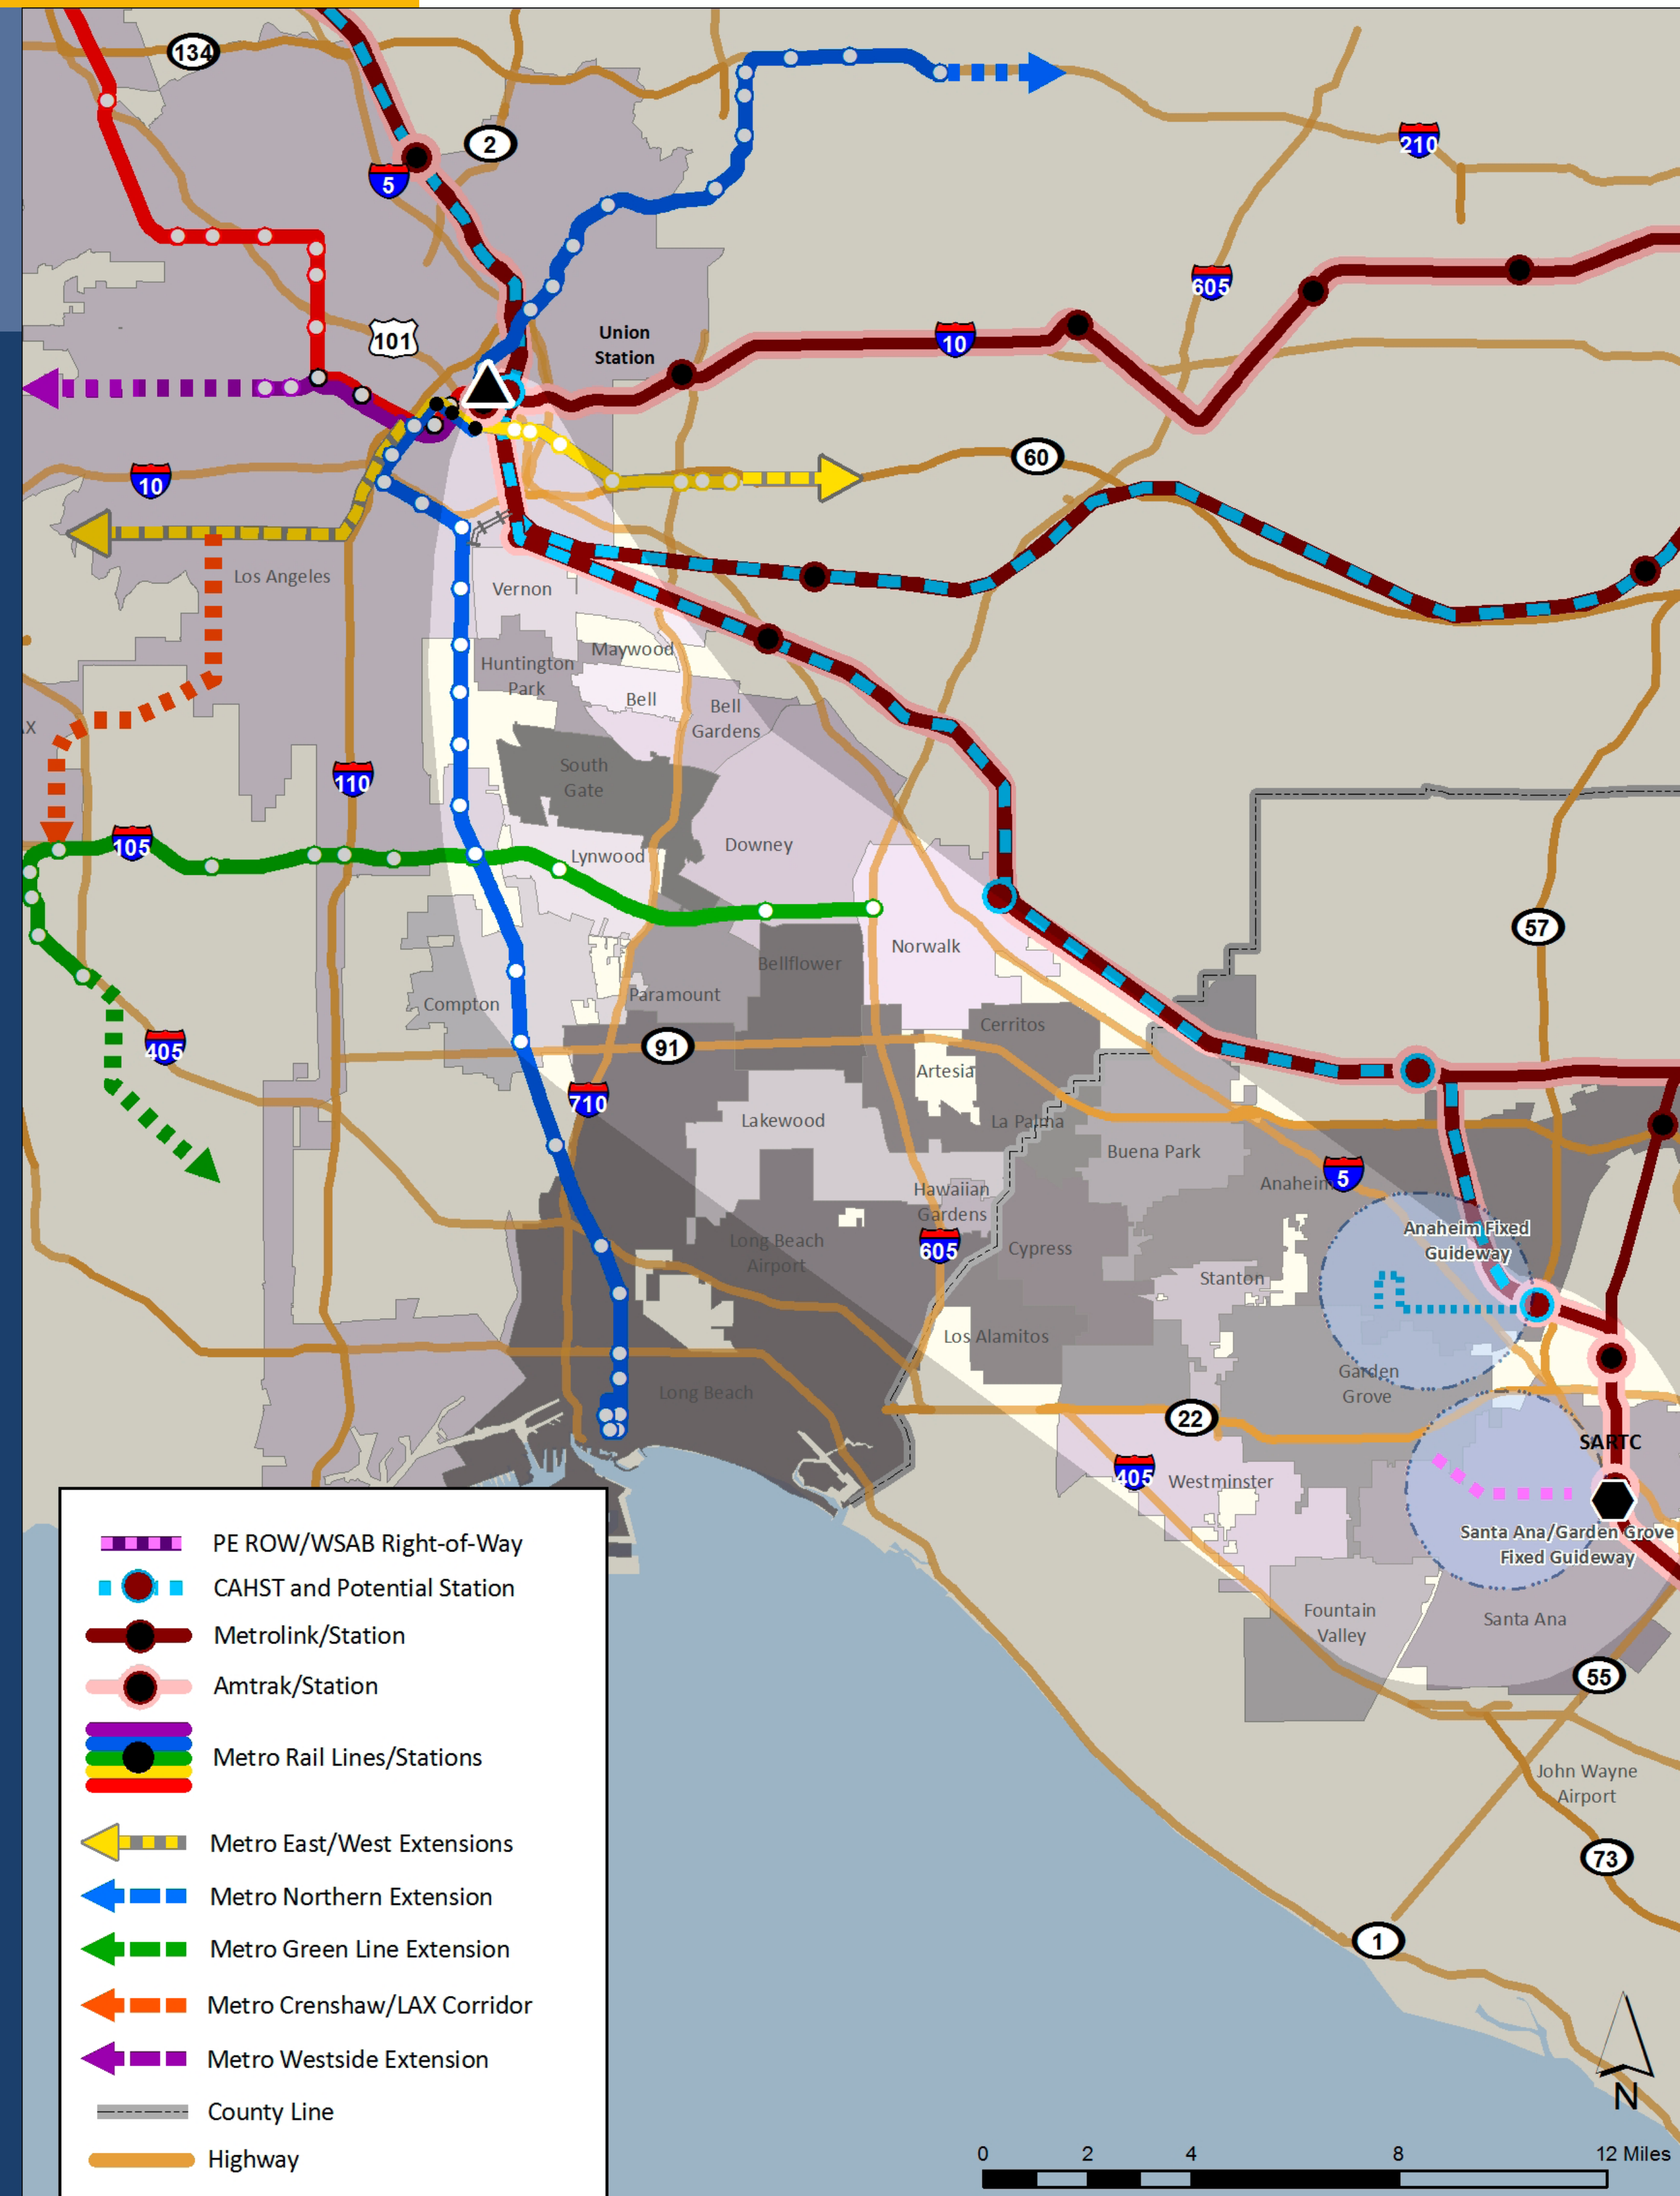 134
2
5
210
605
101
Union
Station
10
60
10
Los Angeles
Vernon
Maywood
Huntington
Park
Bell
Bell
Gardens
AX
South
Gate
110
105
Lynwood
Downey
57
Norwalk
Bellflower
Compton
Paramount
Cerritos
405
91
Artesia
710
Lakewood
La Palma
Buena Park
5
Anaheim
Hawaiian
Gardens
Anaheim Fixed
Guideway
Long Beach
Airport
605
Cypress
Stanton
Los Alamitos
Garden
Grove
Long Beach
22
SARTC
405
Westminster
Santa Ana/Garden Grove
Fixed Guideway
Fountain
Valley
Santa Ana
55
John Wayne
Airport
73
1
PE ROW/WSAB Right-of-Way
CAHST and Potential Station
Metrolink/Station
Amtrak/Station
Metro Rail Lines/Stations
Metro East/West Extensions
Metro Northern Extension
Metro Green Line Extension
Metro Crenshaw/LAX Corridor
Metro Westside Extension
County Line
Highway
N
0 2 4 8 12 Miles